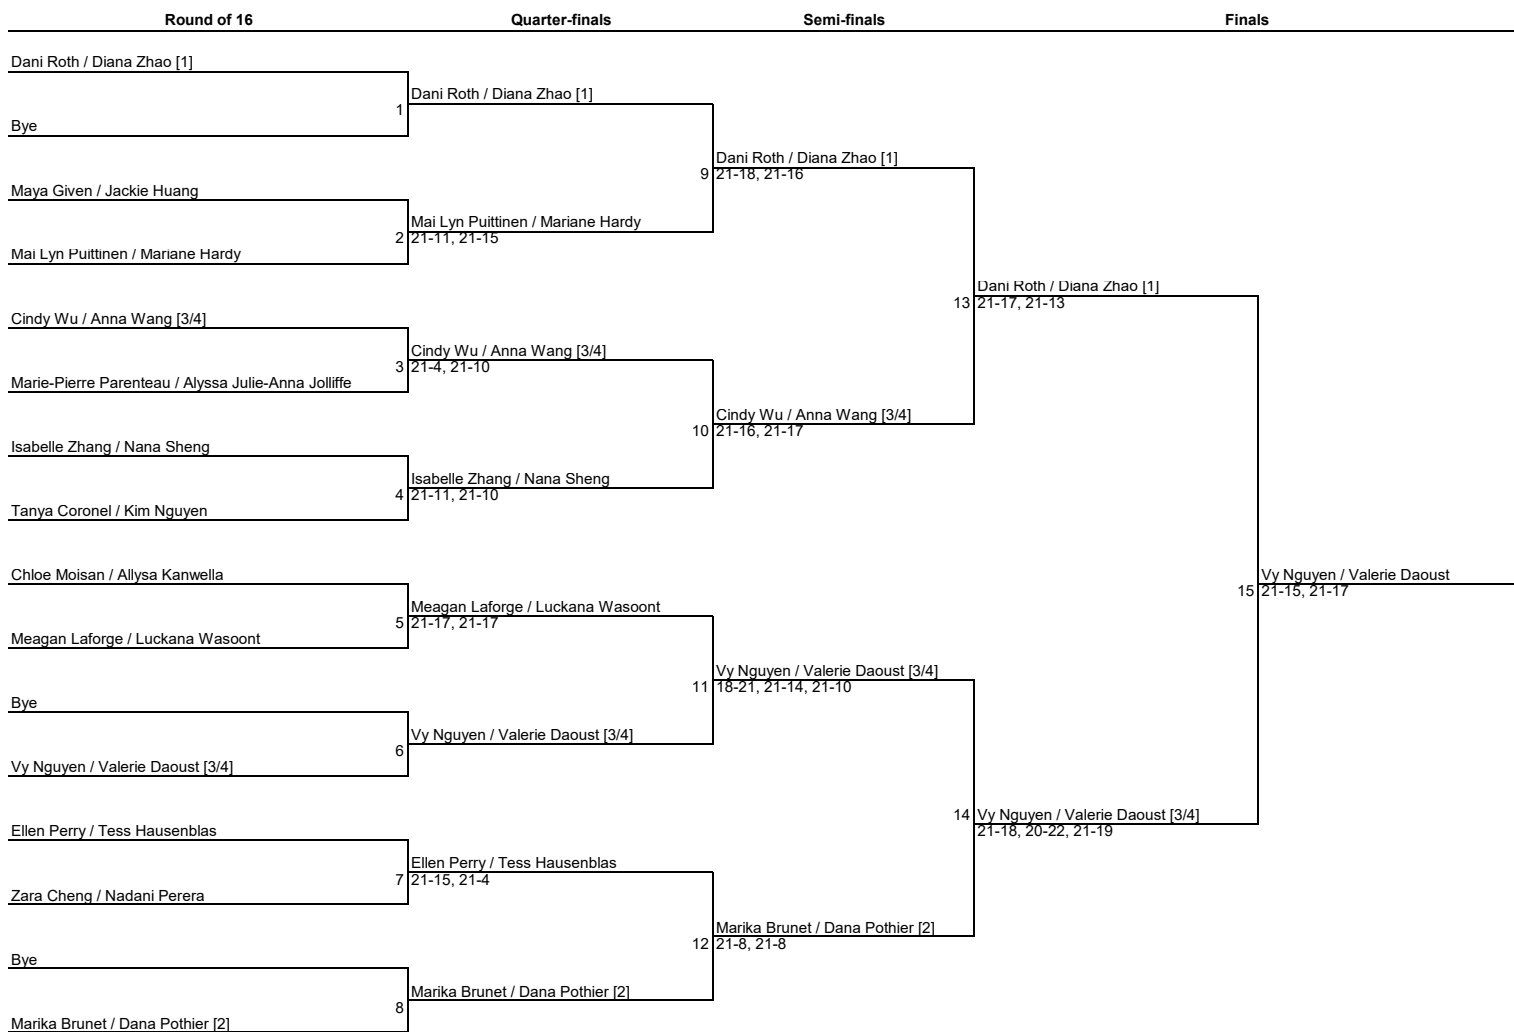 Round of 16
Quarter-finals
Semi-finals
Finals
Dani Roth / Diana Zhao [1]
Dani Roth / Diana Zhao [1]
1
Bye
Dani Roth / Diana Zhao [1]
9 21-18, 21-16
Maya Given / Jackie Huang
Mai Lyn Puittinen / Mariane Hardy
2 21-11, 21-15
Mai Lyn Puittinen / Mariane Hardy
Dani Roth / Diana Zhao [1]
13 21-17, 21-13
Cindy Wu / Anna Wang [3/4]
Cindy Wu / Anna Wang [3/4]
3 21-4, 21-10
Marie-Pierre Parenteau / Alyssa Julie-Anna Jolliffe
Cindy Wu / Anna Wang [3/4]
10 21-16, 21-17
Isabelle Zhang / Nana Sheng
Isabelle Zhang / Nana Sheng
4 21-11, 21-10
Tanya Coronel / Kim Nguyen
Chloe Moisan / Allysa Kanwella
Vy Nguyen / Valerie Daoust
15 21-15, 21-17
Meagan Laforge / Luckana Wasoont
5 21-17, 21-17
Meagan Laforge / Luckana Wasoont
Vy Nguyen / Valerie Daoust [3/4]
11 18-21, 21-14, 21-10
Bye
Vy Nguyen / Valerie Daoust [3/4]
6
Vy Nguyen / Valerie Daoust [3/4]
14 Vy Nguyen / Valerie Daoust [3/4]
21-18, 20-22, 21-19
Ellen Perry / Tess Hausenblas
Ellen Perry / Tess Hausenblas
7 21-15, 21-4
Zara Cheng / Nadani Perera
Marika Brunet / Dana Pothier [2]
12 21-8, 21-8
Bye
Marika Brunet / Dana Pothier [2]
8
Marika Brunet / Dana Pothier [2]